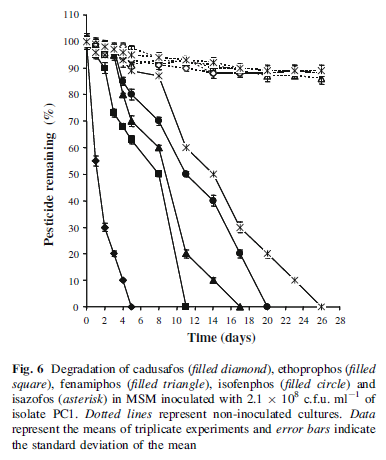 110
100
90
80
70
60
50
40
30
20
10
0
Pesticide remaining (%)
0 2 4 6 8 10 12 14 16 18 20 22 24 26 28
Time (days)
Fig. 6 Degradation of cadusafos (filled diamond), ethoprophos (filled
square), fenamiphos (filled triangle), isofenphos (filled circle) and
isazofos (asterisk) in MSM inoculated with 2.1 × 10⁸ c.f.u. ml⁻¹ of
isolate PC1. Dotted lines represent non-inoculated cultures. Data
represent the means of triplicate experiments and error bars indicate
the standard deviation of the mean